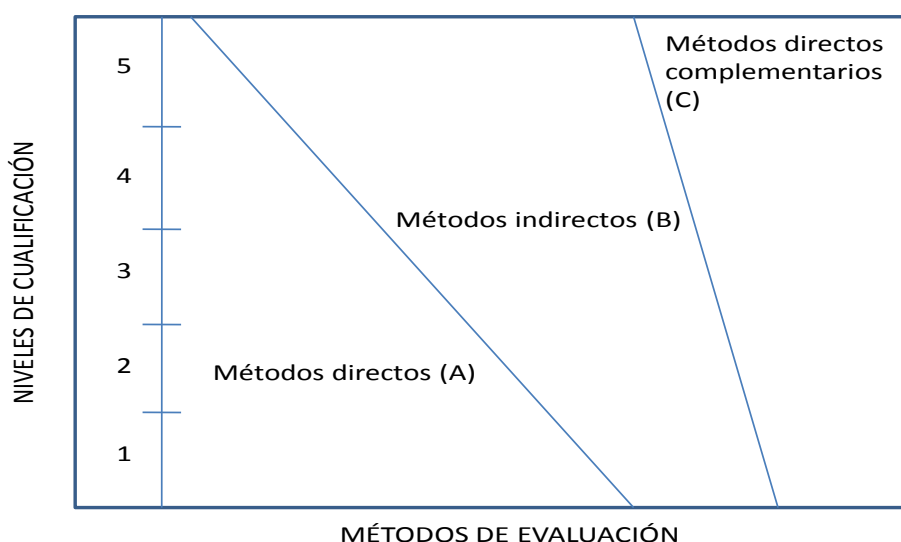 NIVELES DE CUALIFICACIÓN
5
4
3
2
1
Métodos directos
complementarios
(C)
Métodos indirectos (B)
Métodos directos (A)
MÉTODOS DE EVALUACIÓN